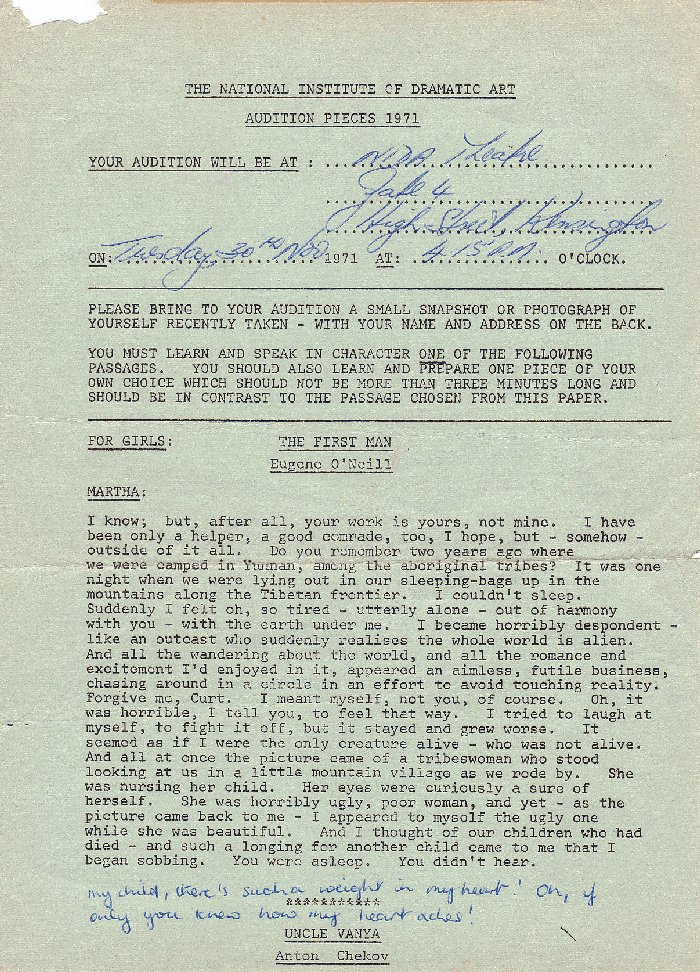 THE NATIONAL INSTITUTE OF DRAMATIC ART
AUDITION PIECES 1971
YOUR AUDITION WILL BE AT : NIDA Theatre
Gate 4
High Street, Kensington
ON: Tuesday 30th Nov 1971 AT: 4.15 P.M. O'CLOCK.
PLEASE BRING TO YOUR AUDITION A SMALL SNAPSHOT OR PHOTOGRAPH OF
YOURSELF RECENTLY TAKEN - WITH YOUR NAME AND ADDRESS ON THE BACK.
YOU MUST LEARN AND SPEAK IN CHARACTER ONE OF THE FOLLOWING
PASSAGES. YOU SHOULD ALSO LEARN AND PREPARE ONE PIECE OF YOUR
OWN CHOICE WHICH SHOULD NOT BE MORE THAN THREE MINUTES LONG AND
SHOULD BE IN CONTRAST TO THE PASSAGE CHOSEN FROM THIS PAPER.
FOR GIRLS: THE FIRST MAN
Eugene O'Neill
MARTHA:
I know; but, after all, your work is yours, not mine. I have
been only a helper, a good comrade, too, I hope, but - somehow -
outside of it all. Do you remember two years ago where
we were camped in Yunnan, among the aboriginal tribes? It was one
night when we were lying out in our sleeping-bags up in the
mountains along the Tibetan frontier. I couldn't sleep.
Suddenly I felt oh, so tired - utterly alone - out of harmony
with you - with the earth under me. I became horribly despondent -
like an outcast who suddenly realises the whole world is alien.
And all the wandering about the world, and all the romance and
excitement I'd enjoyed in it, appeared an aimless, futile business,
chasing around in a circle in an effort to avoid touching reality.
Forgive me, Curt. I meant myself, not you, of course. Oh, it
was horrible, I tell you, to feel that way. I tried to laugh at
myself, to fight it off, but it stayed and grew worse. It
seemed as if I were the only creature alive - who was not alive.
And all at once the picture came of a tribeswoman who stood
looking at us in a little mountain village as we rode by. She
was nursing her child. Her eyes were curiously a sure of
herself. She was horribly ugly, poor woman, and yet - as the
picture came back to me - I appeared to myself the ugly one
while she was beautiful. And I thought of our children who had
died - and such a longing for another child came to me that I
began sobbing. You were asleep. You didn't hear.
my child, there's such a weight in my heart! Oh, if
***********
only you knew how my heart aches!
UNCLE VANYA
Anton Chekov